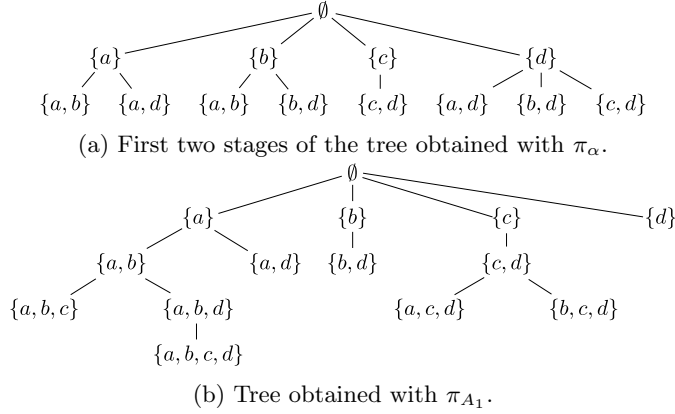 ∅
{a} {b} {c} {d}
{a, b} {a, d} {a, b} {b, d} {c, d} {a, d} {b, d} {c, d}
(a) First two stages of the tree obtained with π_α.
∅
{a} {b} {c} {d}
{a, b} {a, d} {b, d} {c, d}
{a, b, c} {a, b, d} {a, c, d} {b, c, d}
{a, b, c, d}
(b) Tree obtained with π_{A_1}.